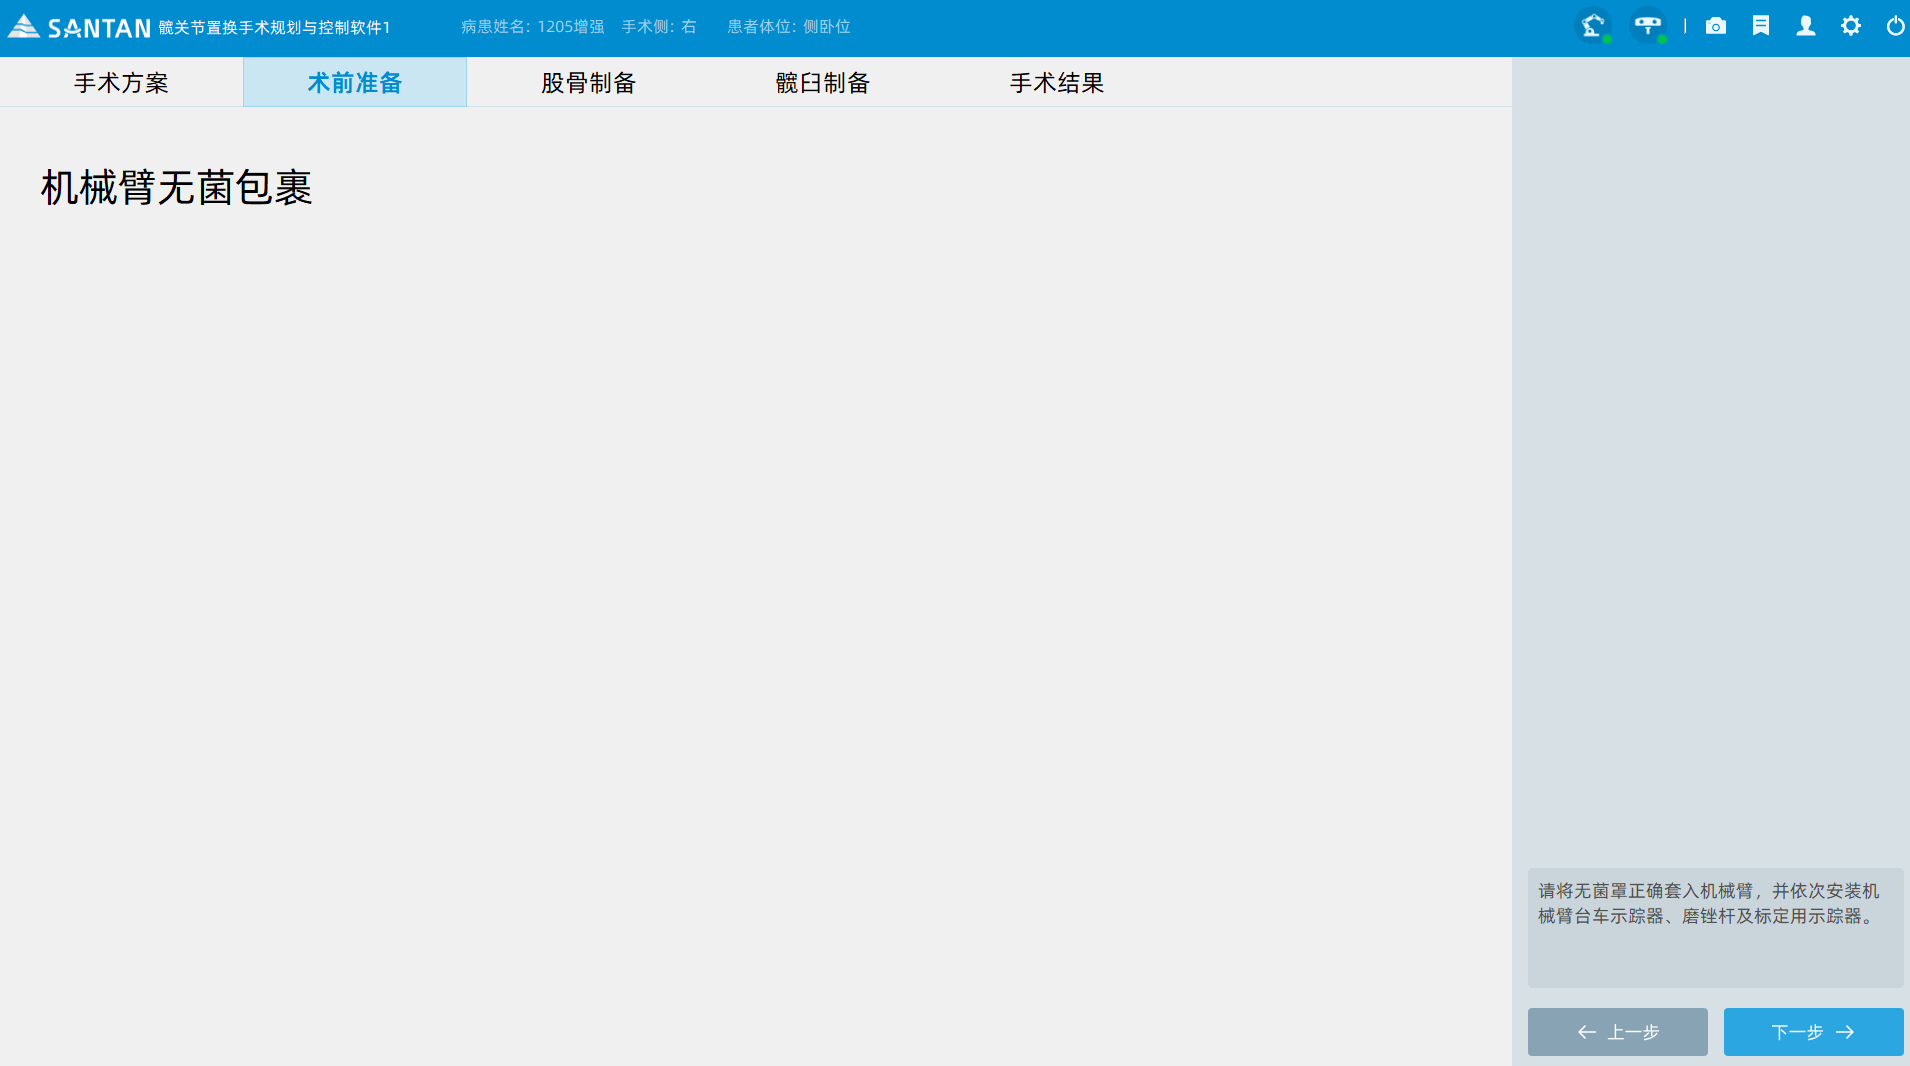 SANTAN 髋关节置换手术规划与控制软件1 病患姓名: 1205增强 手术侧: 右 患者体位: 侧卧位
手术方案 术前准备 股骨制备 髋臼制备 手术结果
机械臂无菌包裹
请将无菌罩正确套入机械臂，并依次安装机
械臂台车示踪器、磨锉杆及标定用示踪器。
← 上一步 下一步 →